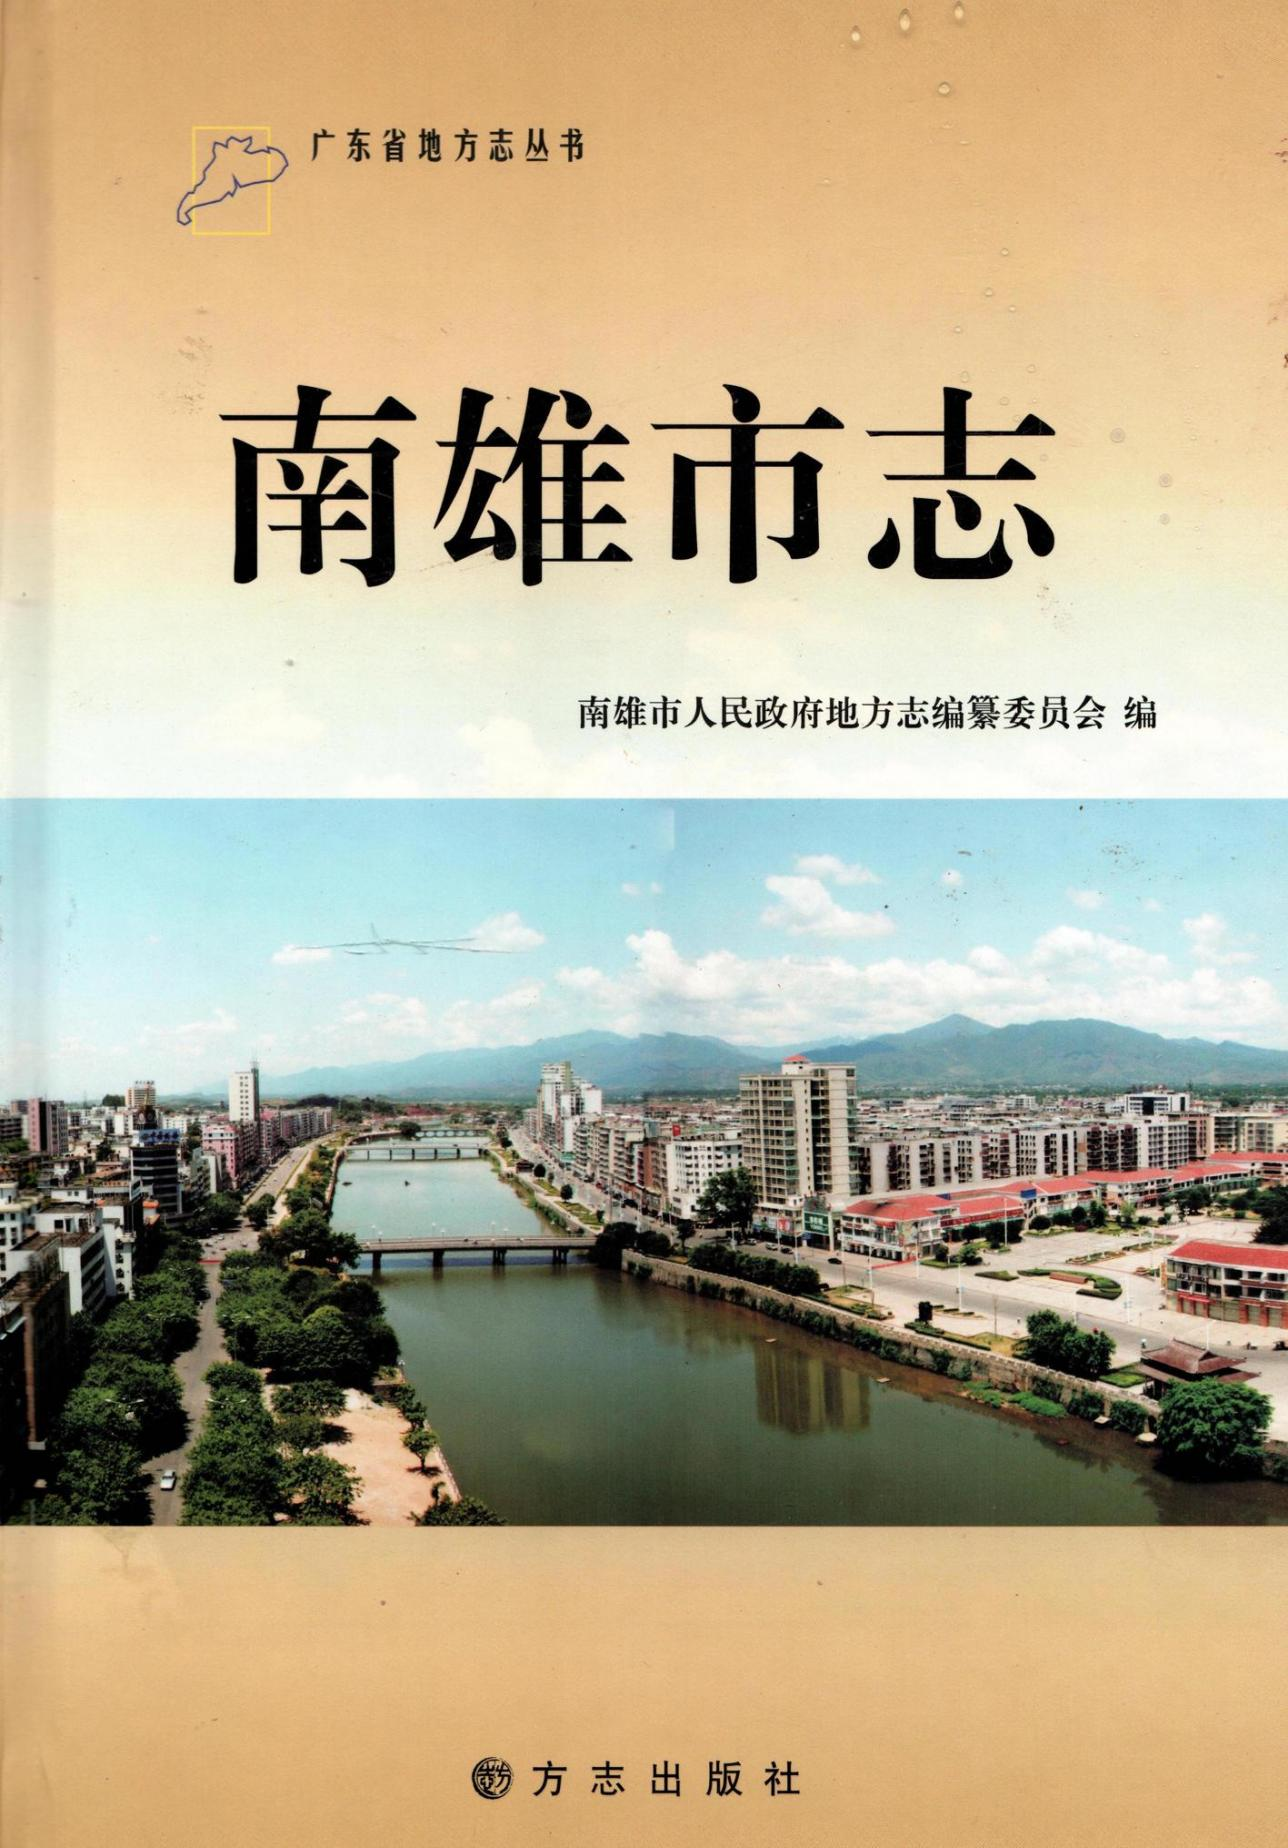 广东省地方志丛书
南雄市志
南雄市人民政府地方志编纂委员会 编
方志出版社